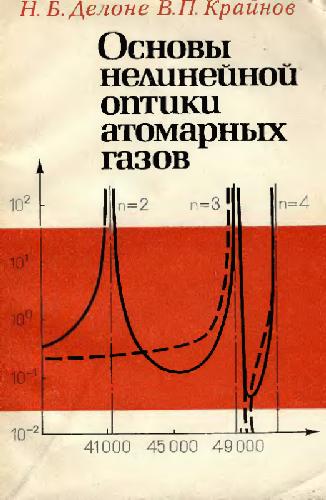 Н. Б. Делоне В. П. Крайнов
Основы
нелинейной
оптики
атомарных
газов
10²
n=2
n=3
n=4
10¹
10⁰
10⁻¹
10⁻²
41000 45000 49000